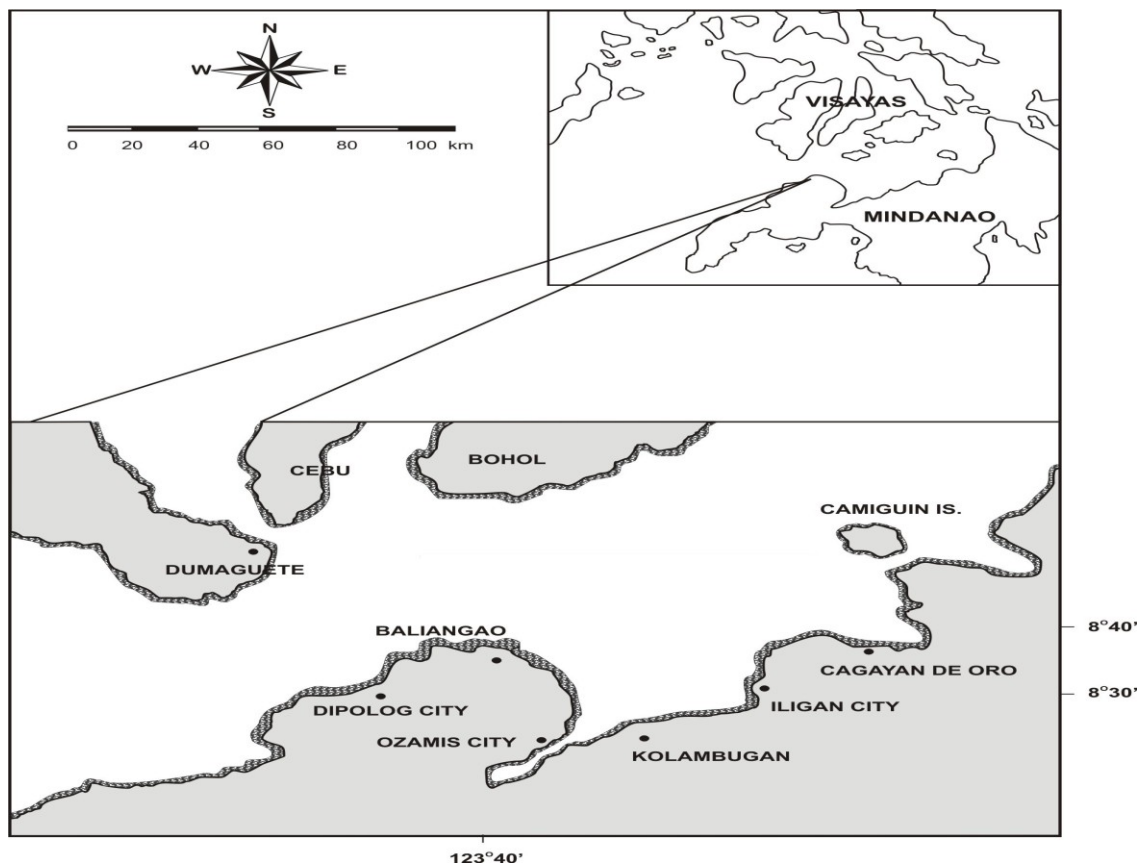 N
W E
S
0 20 40 60 80 100 km
VISAYAS
MINDANAO
CEBU
BOHOL
CAMIGUIN IS.
DUMAGUETE
BALIANGAO
8°40'
CAGAYAN DE ORO
8°30'
DIPOLOG CITY
ILIGAN CITY
OZAMIS CITY
KOLAMBUGAN
123°40'